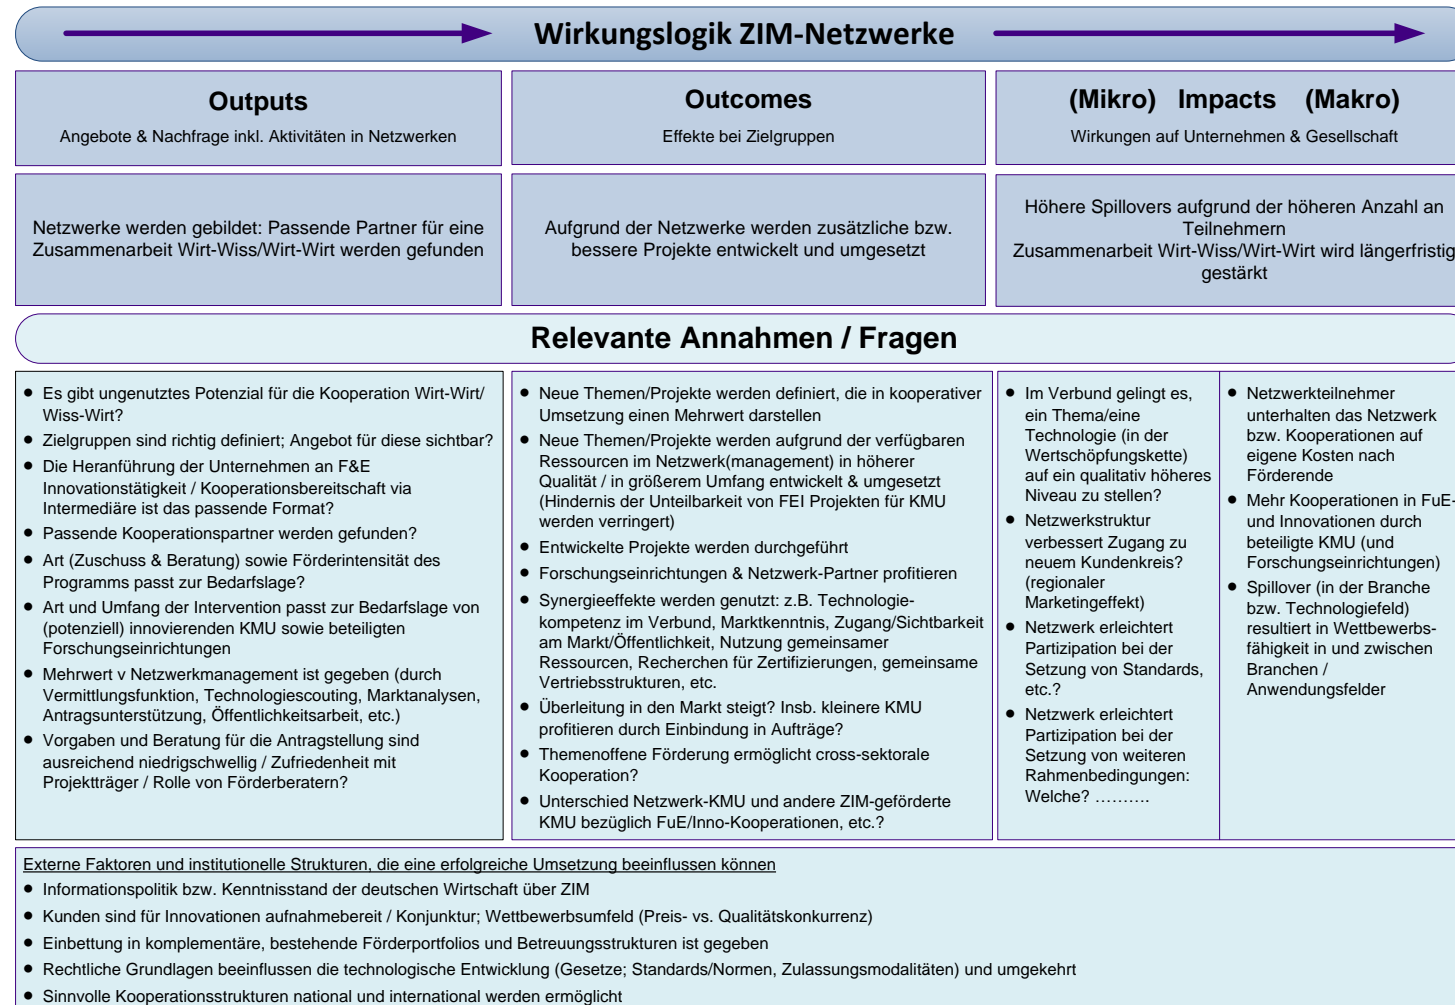 Wirkungslogik ZIM-Netzwerke
Outputs
Angebote & Nachfrage inkl. Aktivitäten in Netzwerken
Outcomes
Effekte bei Zielgruppen
(Mikro) Impacts (Makro)
Wirkungen auf Unternehmen & Gesellschaft
Netzwerke werden gebildet: Passende Partner für eine
Zusammenarbeit Wirt-Wiss/Wirt-Wirt werden gefunden
Aufgrund der Netzwerke werden zusätzliche bzw.
bessere Projekte entwickelt und umgesetzt
Höhere Spillovers aufgrund der höheren Anzahl an
Teilnehmern
Zusammenarbeit Wirt-Wiss/Wirt-Wirt wird längerfristig
gestärkt
Relevante Annahmen / Fragen
• Es gibt ungenutztes Potenzial für die Kooperation Wirt-Wirt/
Wiss-Wirt?
• Zielgruppen sind richtig definiert; Angebot für diese sichtbar?
• Die Heranführung der Unternehmen an F&E
Innovationstätigkeit / Kooperationsbereitschaft via
Intermediäre ist das passende Format?
• Passende Kooperationspartner werden gefunden?
• Art (Zuschuss & Beratung) sowie Förderintensität des
Programms passt zur Bedarfslage?
• Art und Umfang der Intervention passt zur Bedarfslage von
(potenziell) innovierenden KMU sowie beteiligten
Forschungseinrichtungen
• Mehrwert v Netzwerkmanagement ist gegeben (durch
Vermittlungsfunktion, Technologiescouting, Marktanalysen,
Antragsunterstützung, Öffentlichkeitsarbeit, etc.)
• Vorgaben und Beratung für die Antragstellung sind
ausreichend niedrigschwellig / Zufriedenheit mit
Projektträger / Rolle von Förderberatern?
• Neue Themen/Projekte werden definiert, die in kooperativer
Umsetzung einen Mehrwert darstellen
• Neue Themen/Projekte werden aufgrund der verfügbaren
Ressourcen im Netzwerk(management) in höherer
Qualität / in größerem Umfang entwickelt & umgesetzt
(Hindernis der Unteilbarkeit von FEI Projekten für KMU
werden verringert)
• Entwickelte Projekte werden durchgeführt
• Forschungseinrichtungen & Netzwerk-Partner profitieren
• Synergieeffekte werden genutzt: z.B. Technologie-
kompetenz im Verbund, Marktkenntnis, Zugang/Sichtbarkeit
am Markt/Öffentlichkeit, Nutzung gemeinsamer
Ressourcen, Recherchen für Zertifizierungen, gemeinsame
Vertriebsstrukturen, etc.
• Überleitung in den Markt steigt? Insb. kleinere KMU
profitieren durch Einbindung in Aufträge?
• Themenoffene Förderung ermöglicht cross-sektorale
Kooperation?
• Unterschied Netzwerk-KMU und andere ZIM-geförderte
KMU bezüglich FuE/Inno-Kooperationen, etc.?
• Im Verbund gelingt es,
ein Thema/eine
Technologie (in der
Wertschöpfungskette)
auf ein qualitativ höheres
Niveau zu stellen?
• Netzwerkstruktur
verbessert Zugang zu
neuem Kundenkreis?
(regionaler
Marketingeffekt)
• Netzwerk erleichtert
Partizipation bei der
Setzung von Standards,
etc.?
• Netzwerk erleichtert
Partizipation bei der
Setzung von weiteren
Rahmenbedingungen:
Welche? ……….
• Netzwerkteilnehmer
unterhalten das Netzwerk
bzw. Kooperationen auf
eigene Kosten nach
Förderende
• Mehr Kooperationen in FuE-
und Innovationen durch
beteiligte KMU (und
Forschungseinrichtungen)
• Spillover (in der Branche
bzw. Technologiefeld)
resultiert in Wettbewerbs-
fähigkeit in und zwischen
Branchen /
Anwendungsfelder
Externe Faktoren und institutionelle Strukturen, die eine erfolgreiche Umsetzung beeinflussen können
• Informationspolitik bzw. Kenntnisstand der deutschen Wirtschaft über ZIM
• Kunden sind für Innovationen aufnahmebereit / Konjunktur; Wettbewerbsumfeld (Preis- vs. Qualitätskonkurrenz)
• Einbettung in komplementäre, bestehende Förderportfolios und Betreuungsstrukturen ist gegeben
• Rechtliche Grundlagen beeinflussen die technologische Entwicklung (Gesetze; Standards/Normen, Zulassungsmodalitäten) und umgekehrt
• Sinnvolle Kooperationsstrukturen national und international werden ermöglicht